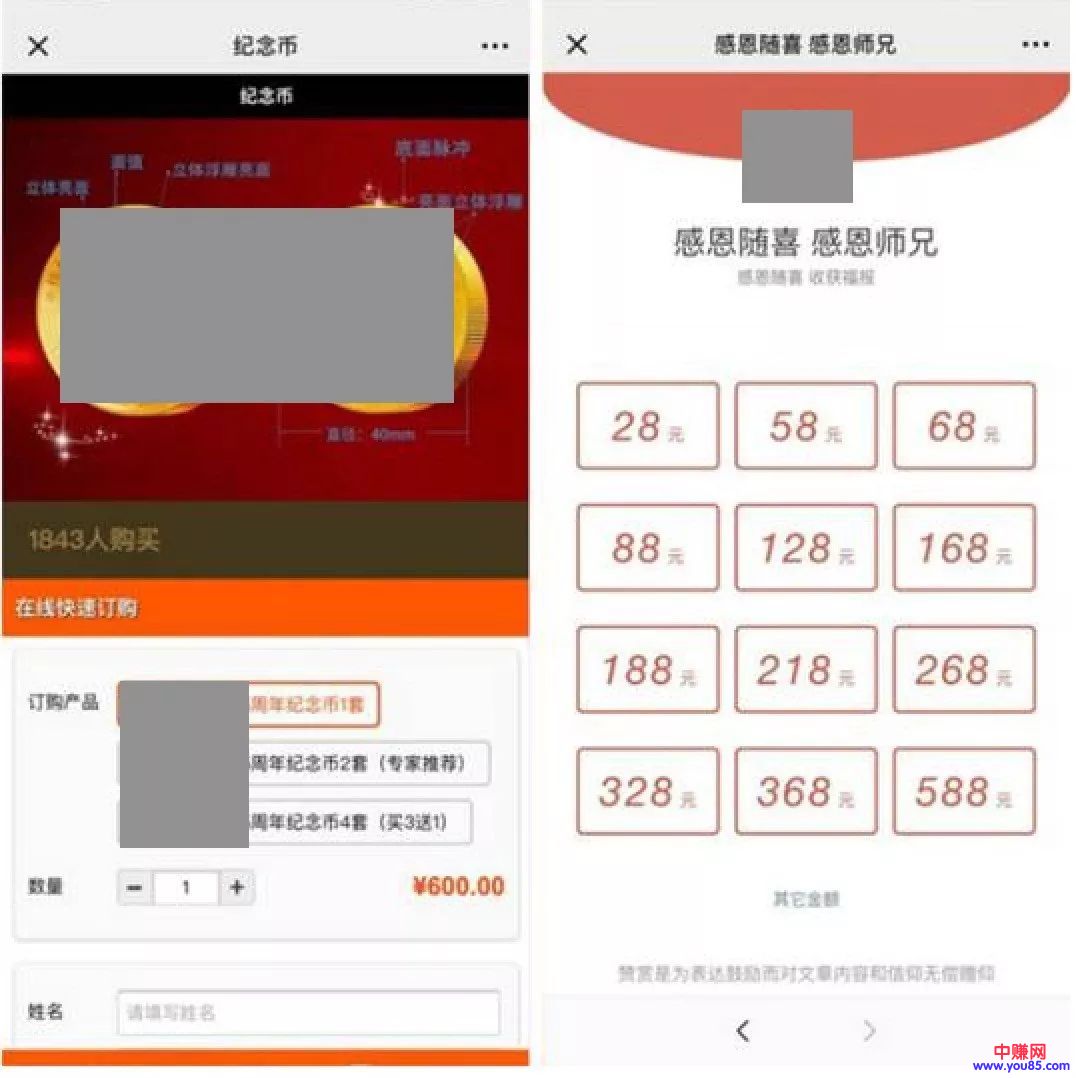 纪念币
纪念币
面值
立体浮雕亮面
立体亮面
底面脉冲
亮面立体浮雕
直径：40mm
1843人购买
在线快速订购
订购产品
周年纪念币1套
周年纪念币2套（专家推荐）
周年纪念币4套（买3送1）
数量
1
¥600.00
姓名
请填写姓名
感恩随喜 感恩师兄
感恩随喜 感恩师兄
感恩随喜 收获福报
28元
58元
68元
88元
128元
168元
188元
218元
268元
328元
368元
588元
其它金额
赞赏是为表达鼓励而对文章内容和信仰无偿赠仰
中赚网
www.you85.com